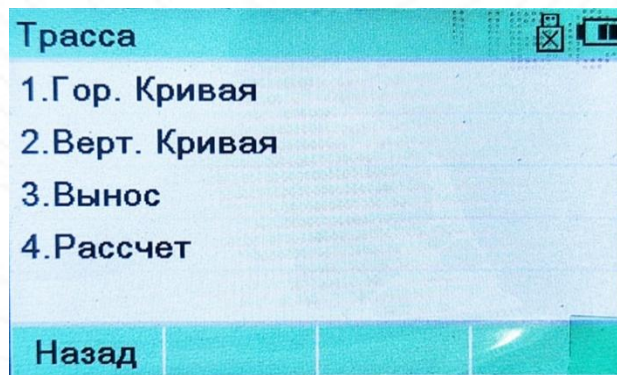 Трасса
1.Гор. Кривая
2.Верт. Кривая
3.Вынос
4.Рассчет
Назад